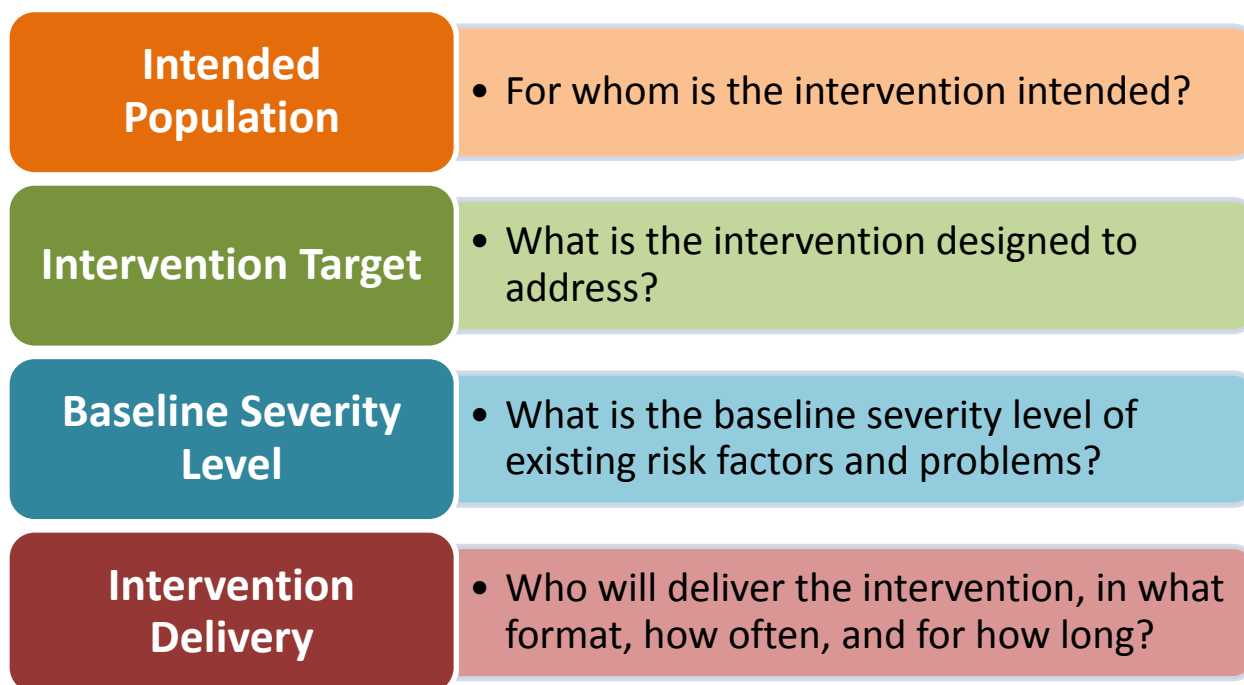 Intended
Population
• For whom is the intervention intended?
Intervention Target
• What is the intervention designed to
address?
Baseline Severity
Level
• What is the baseline severity level of
existing risk factors and problems?
Intervention
Delivery
• Who will deliver the intervention, in what
format, how often, and for how long?